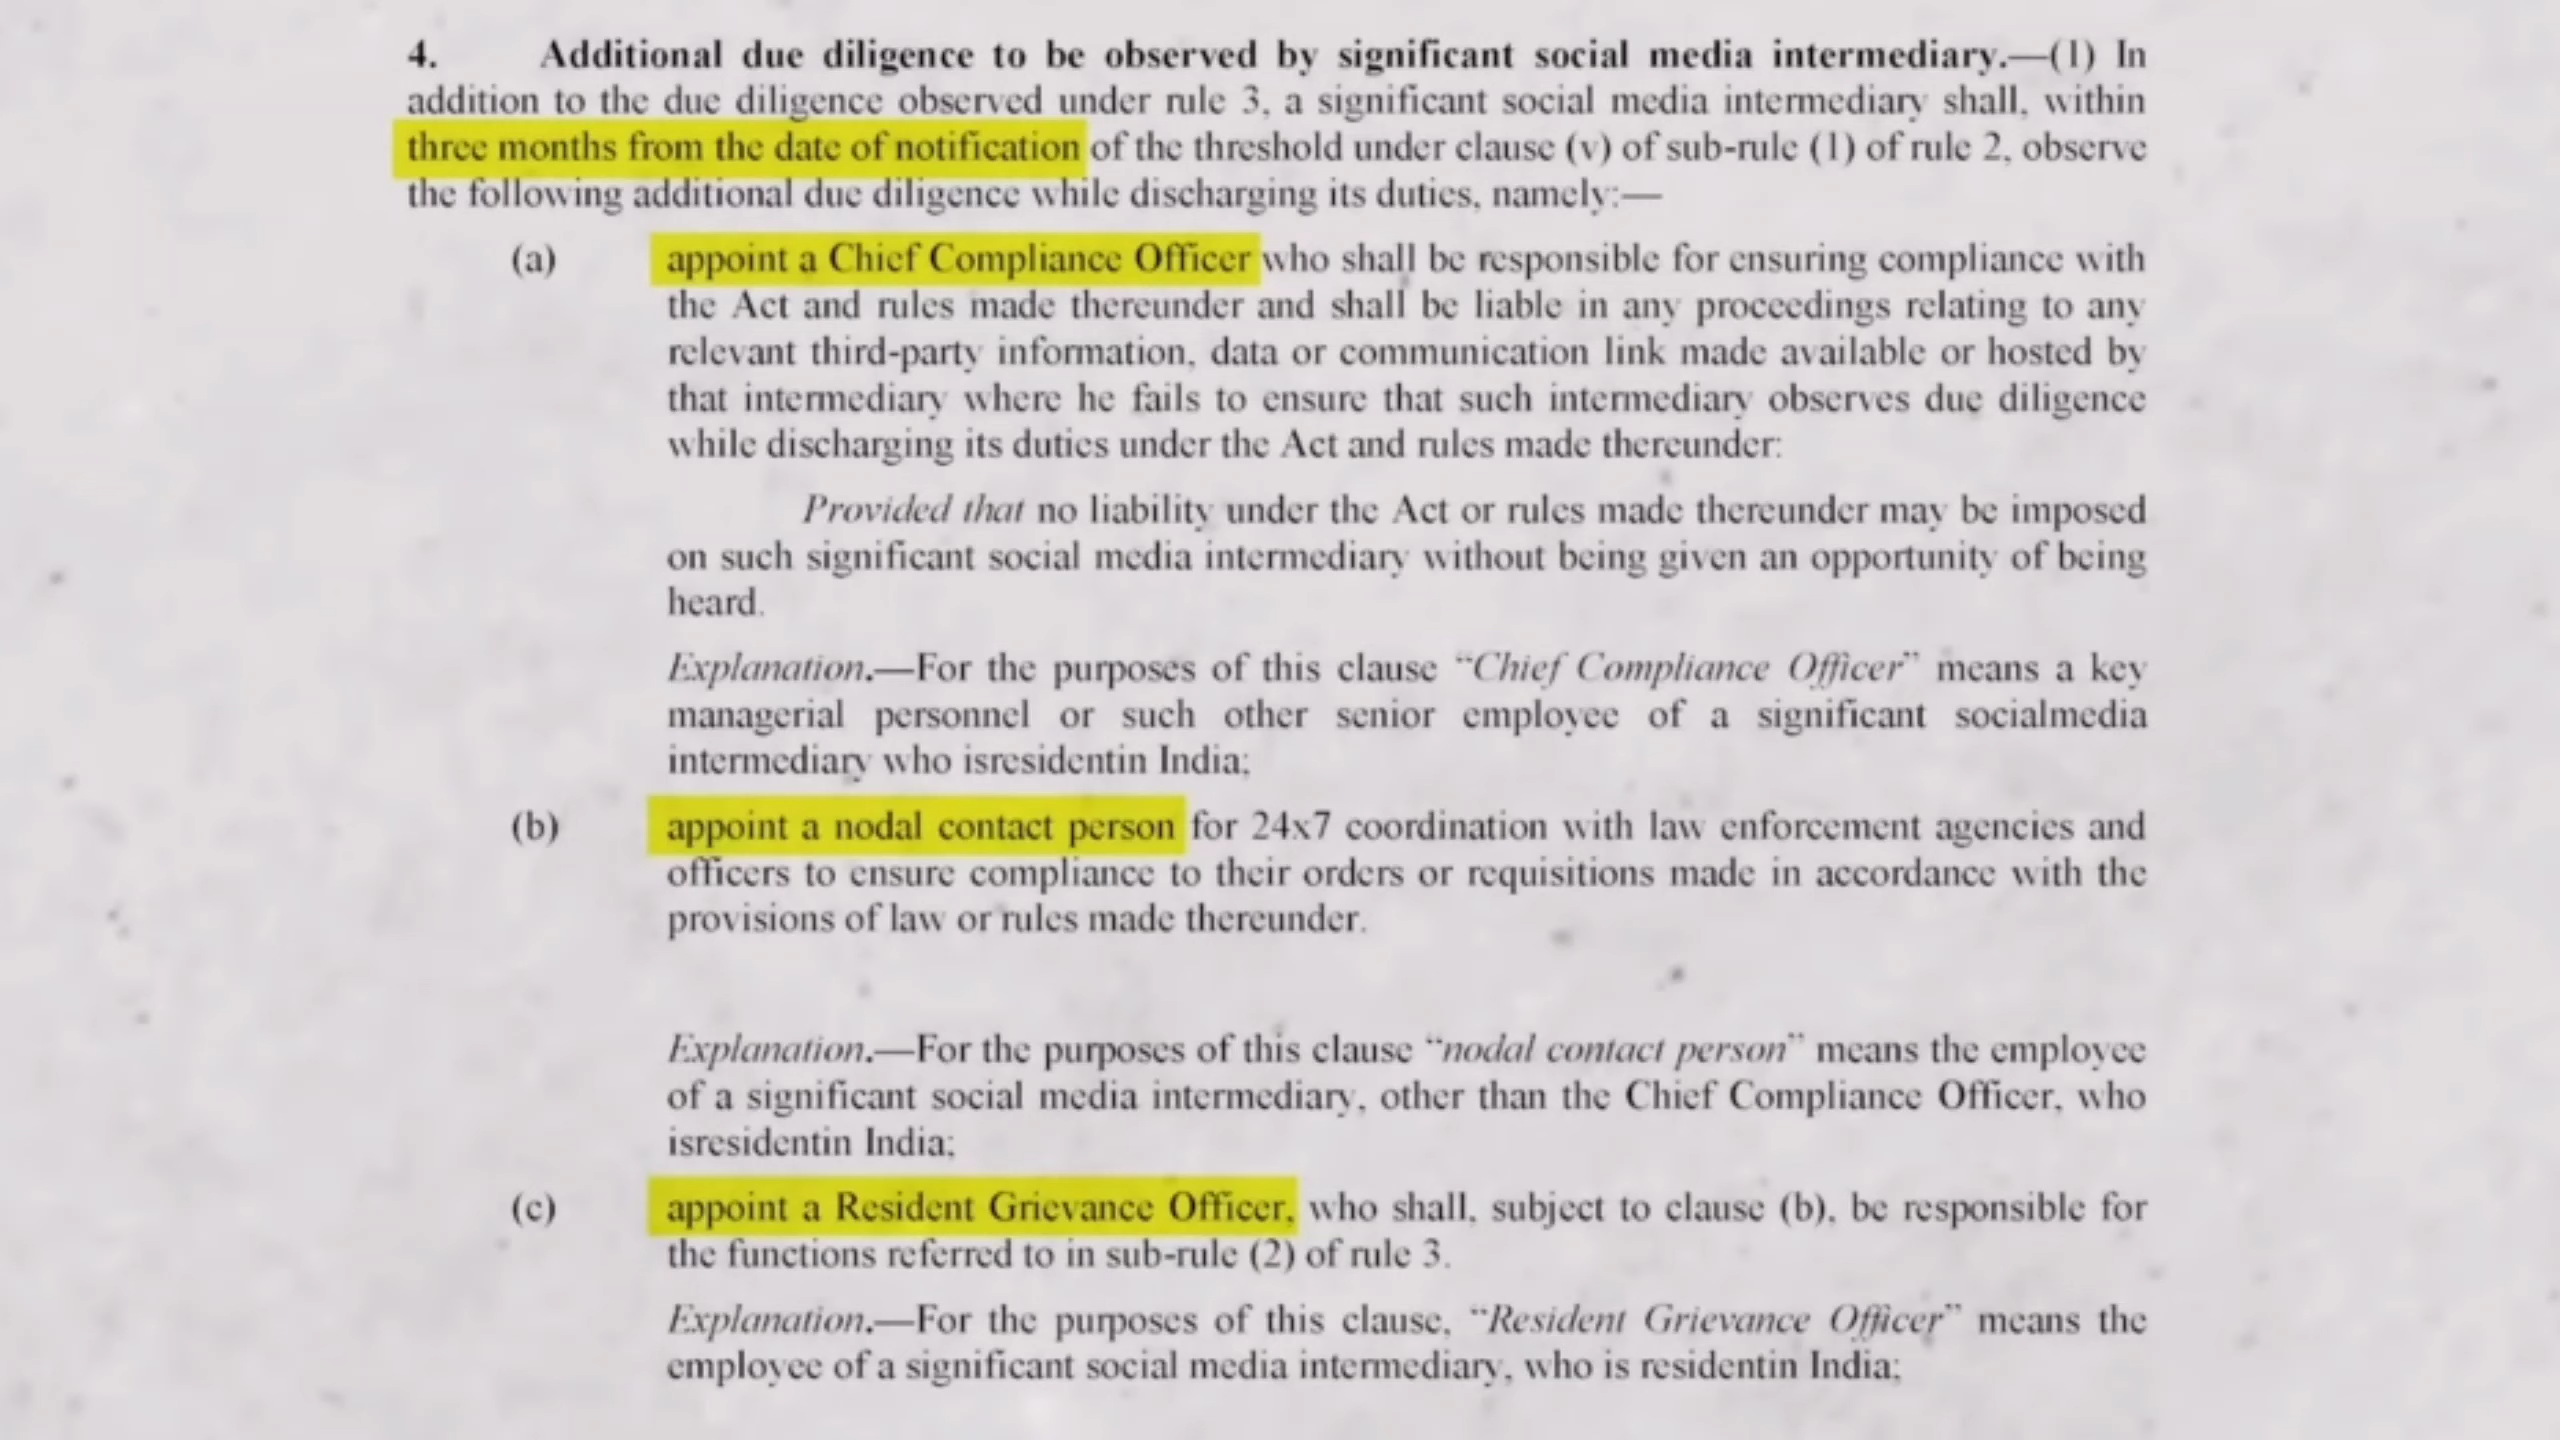 4. Additional due diligence to be observed by significant social media intermediary.—(1) In
addition to the due diligence observed under rule 3, a significant social media intermediary shall, within
three months from the date of notification of the threshold under clause (v) of sub-rule (1) of rule 2, observe
the following additional due diligence while discharging its duties, namely:—
(a) appoint a Chief Compliance Officer who shall be responsible for ensuring compliance with
the Act and rules made thereunder and shall be liable in any proceedings relating to any
relevant third-party information, data or communication link made available or hosted by
that intermediary where he fails to ensure that such intermediary observes due diligence
while discharging its duties under the Act and rules made thereunder:
Provided that no liability under the Act or rules made thereunder may be imposed
on such significant social media intermediary without being given an opportunity of being
heard.
Explanation.—For the purposes of this clause “Chief Compliance Officer” means a key
managerial personnel or such other senior employee of a significant socialmedia
intermediary who isresidentin India;
(b) appoint a nodal contact person for 24x7 coordination with law enforcement agencies and
officers to ensure compliance to their orders or requisitions made in accordance with the
provisions of law or rules made thereunder.
Explanation.—For the purposes of this clause “nodal contact person” means the employee
of a significant social media intermediary, other than the Chief Compliance Officer, who
isresidentin India;
(c) appoint a Resident Grievance Officer, who shall, subject to clause (b), be responsible for
the functions referred to in sub-rule (2) of rule 3.
Explanation.—For the purposes of this clause, “Resident Grievance Officer” means the
employee of a significant social media intermediary, who is residentin India;